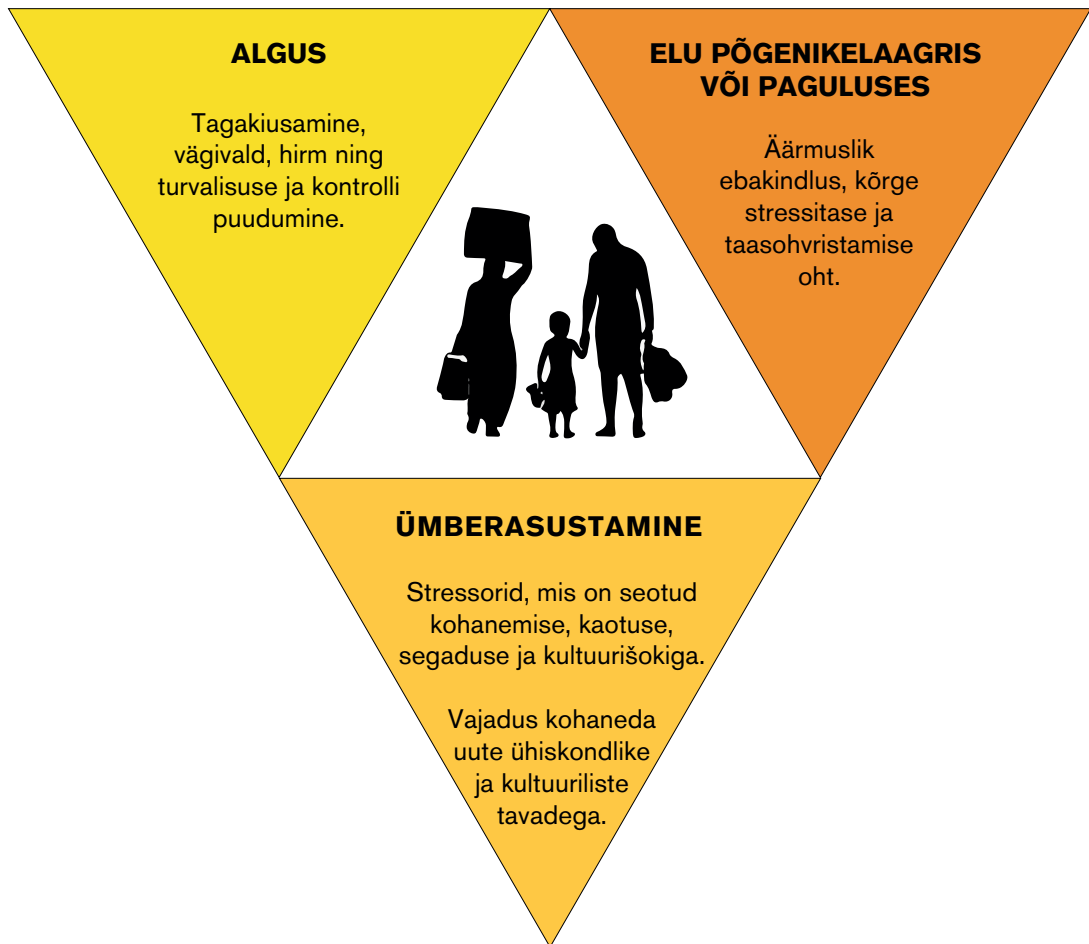 ALGUS
Tagakiusamine,
vägivald, hirm ning
turvalisuse ja kontrolli
puudumine.
ELU PÕGENIKELAAGRIS
VÕI PAGULUSES
Äärmuslik
ebakindlus, kõrge
stressitase ja
taasohvristamise
oht.
ÜMBERASUSTAMINE
Stressorid, mis on seotud
kohanemise, kaotuse,
segaduse ja kultuurišokiga.
Vajadus kohaneda
uute ühiskondlike
ja kultuuriliste
tavadega.